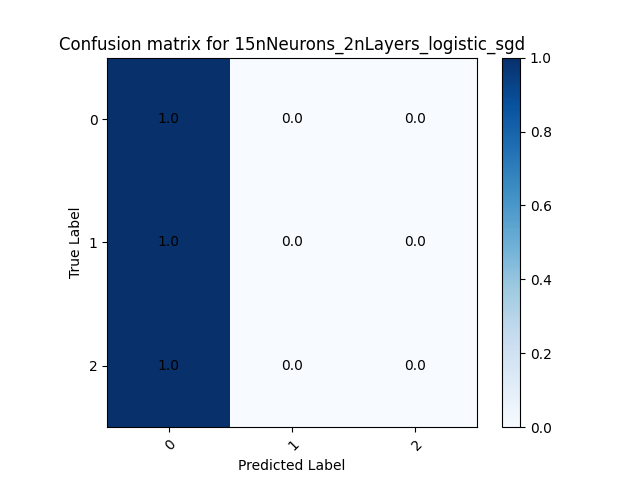 Confusion matrix for 15nNeurons_2nLayers_logistic_sgd
True Label
0 1.0 0.0 0.0
1 1.0 0.0 0.0
2 1.0 0.0 0.0
0 1 2
Predicted Label
1.0
0.8
0.6
0.4
0.2
0.0